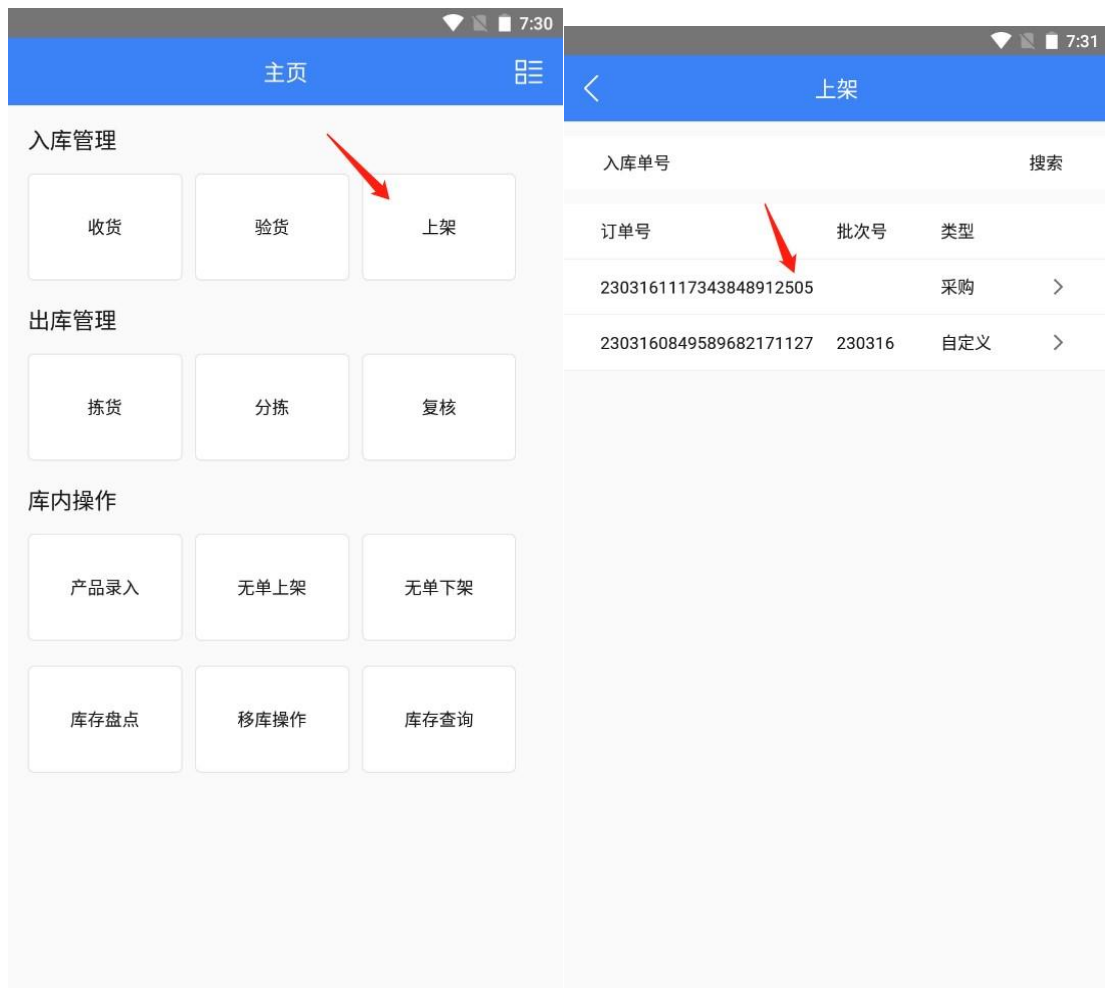 7:30
主页
入库管理
收货 验货 上架
出库管理
拣货 分拣 复核
库内操作
产品录入 无单上架 无单下架
库存盘点 移库操作 库存查询
7:31
上架
入库单号 搜索
订单号 批次号 类型
2303161117343848912505 采购
2303160849589682171127 230316 自定义